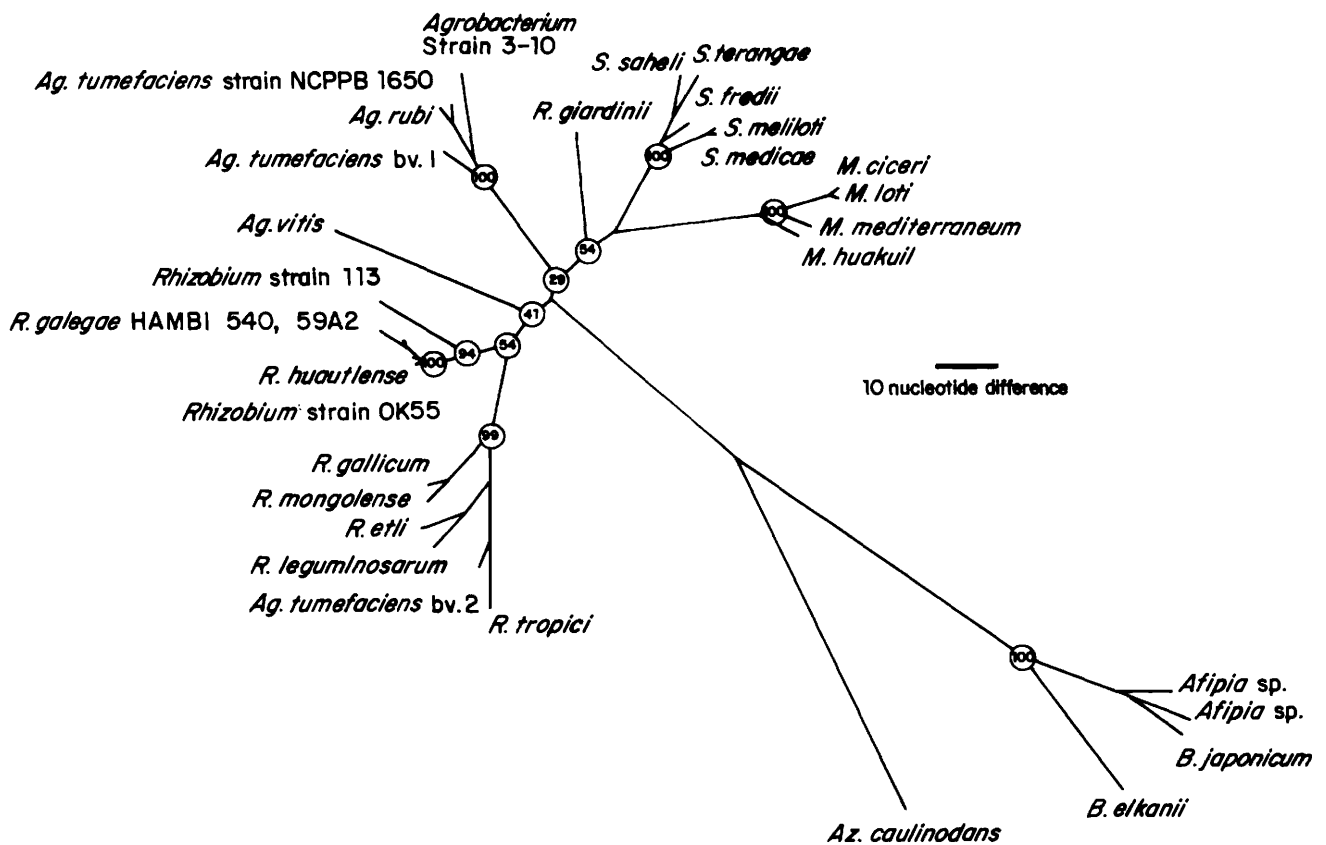 Agrobacterium
Strain 3-10
Ag. tumefaciens strain NCPPB 1650
Ag. rubi
Ag. tumefaciens bv. 1
100
R. giardinii
S. saheli
S. terangae
S. fredii
S. meliloti
S. medicae
100
M. ciceri
M. loti
M. mediterraneum
M. huakuil
100
Ag. vitis
54
29
41
Rhizobium strain 113
R. galegae HAMBI 540, 59A2
100
94
54
R. huautlense
Rhizobium strain OK55
10 nucleotide difference
99
R. gallicum
R. mongolense
R. etli
R. leguminosarum
Ag. tumefaciens bv. 2
R. tropici
100
Afipia sp.
Afipia sp.
B. japonicum
B. elkanii
Az. caulinodans